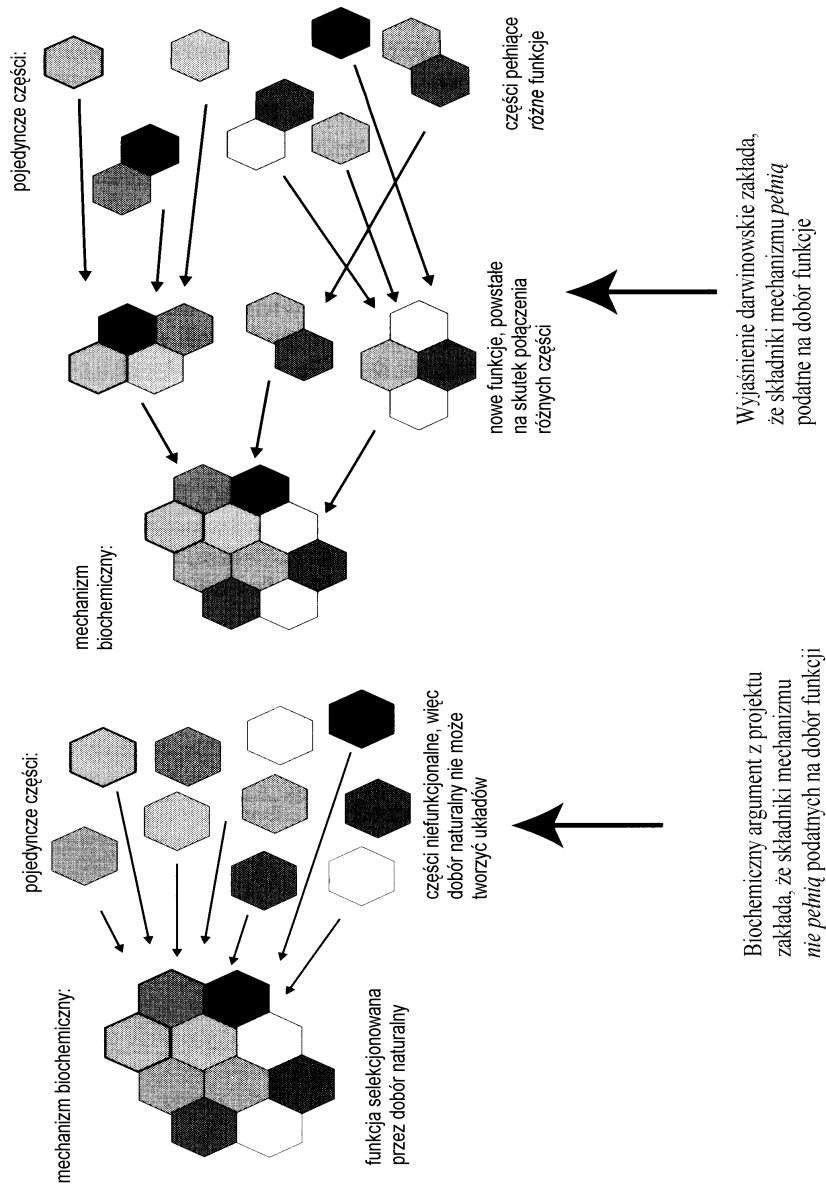 mechanizm biochemiczny:
pojedyncze części:
funkcja selekcjonowana
przez dobór naturalny
części niefunkcjonalne, więc
dobór naturalny nie może
tworzyć układów
Biochemiczny argument z projektu
zakłada, że składniki mechanizmu
nie pełnią podatnych na dobór funkcji
mechanizm
biochemiczny:
pojedyncze części:
nowe funkcje, powstałe
na skutek połączenia
różnych części
części pełniące
różne funkcje
Wyjaśnienie darwinowskie zakłada,
że składniki mechanizmu pełnią
podatne na dobór funkcje